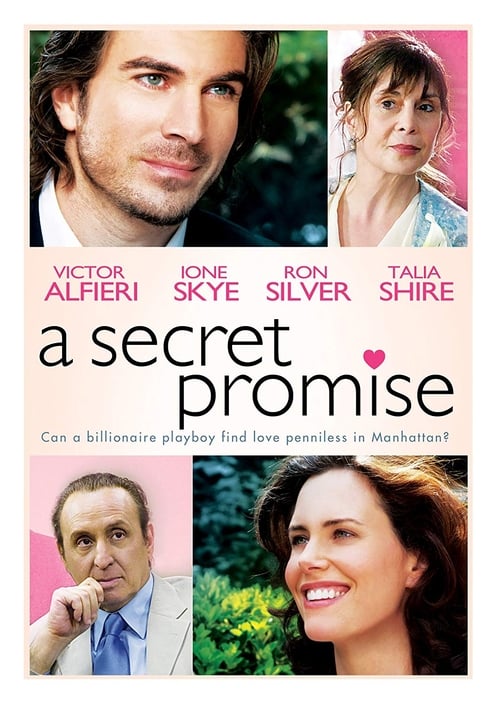 VICTOR ALFIERI
IONE SKYE
RON SILVER
TALIA SHIRE
a secret
promise
Can a billionaire playboy find love penniless in Manhattan?